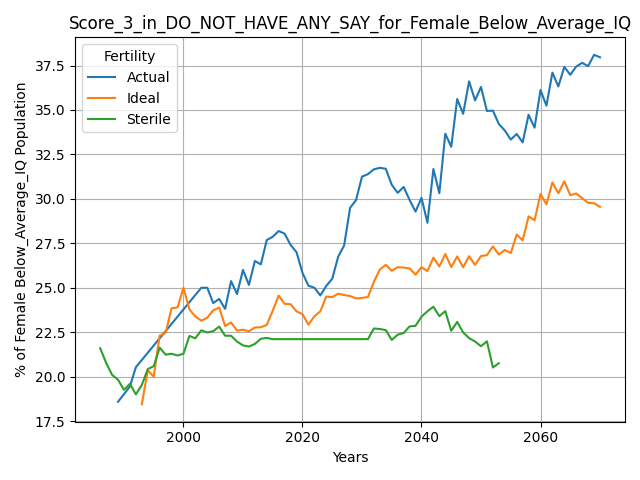 Score_3_in_DO_NOT_HAVE_ANY_SAY_for_Female_Below_Average_IQ
% of Female Below_Average_IQ Population
37.5
35.0
32.5
30.0
27.5
25.0
22.5
20.0
17.5
Fertility
Actual
Ideal
Sterile
2000
2020
2040
2060
Years